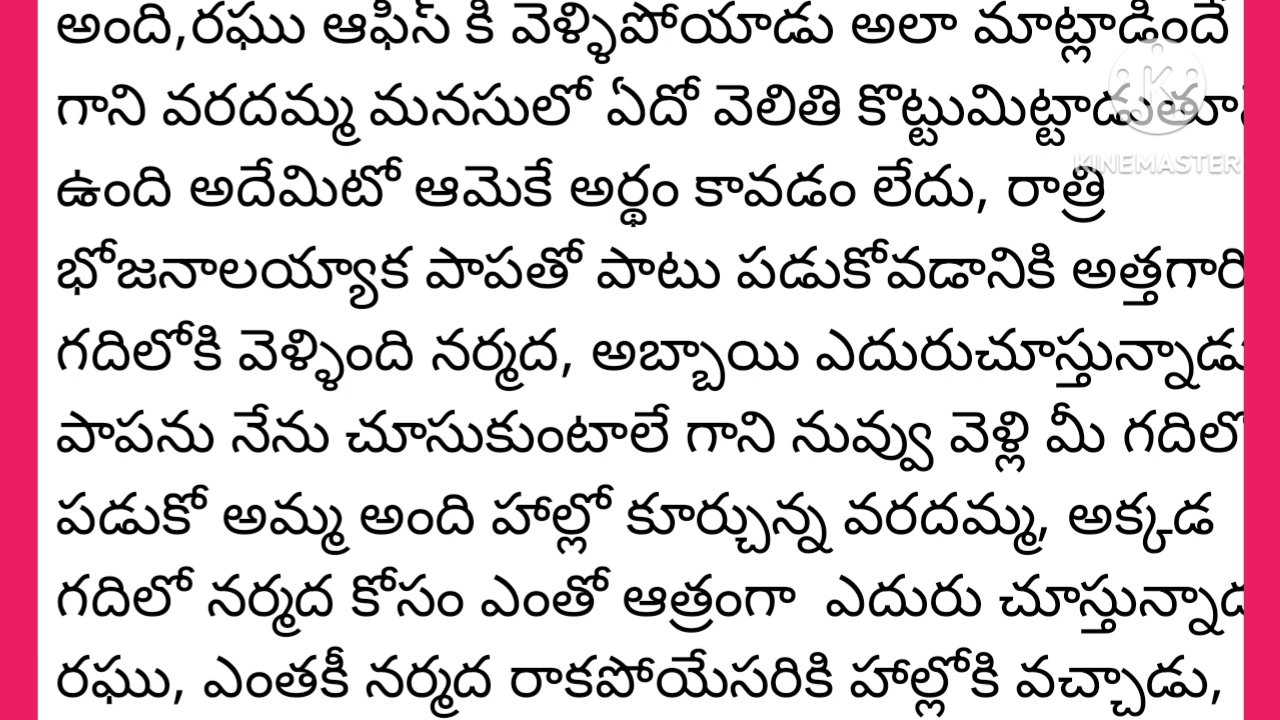 అంది,రఘు ఆఫీస్ కి వెళ్ళిపోయాడు అలా మాట్లాడిందే
గాని వరదమ్మ మనసులో ఏదో వెలితి కొట్టుమిట్టాడుతూ
ఉంది అదేమిటో ఆమెకే అర్థం కావడం లేదు, రాత్రి
భోజనాలయ్యాక పాపతో పాటు పడుకోవడానికి అత్తగారి
గదిలోకి వెళ్ళింది నర్మద, అబ్బాయి ఎదురుచూస్తున్నాడు
పాపను నేను చూసుకుంటాలే గాని నువ్వు వెళ్లి మీ గదిలో
పడుకో అమ్మ అంది హాల్లో కూర్చున్న వరదమ్మ, అక్కడ
గదిలో నర్మద కోసం ఎంతో ఆత్రంగా ఎదురు చూస్తున్నాడు
రఘు, ఎంతకీ నర్మద రాకపోయేసరికి హాల్లోకి వచ్చాడు,
KINEMASTER